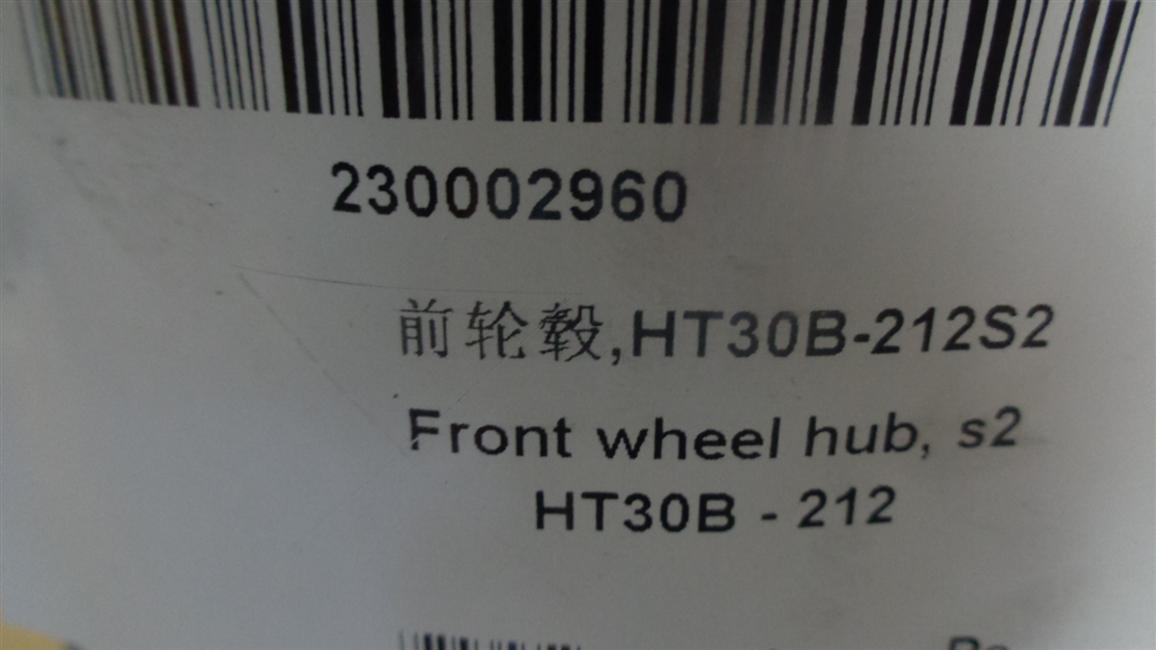 230002960
前轮毂,HT30B-212S2
Front wheel hub, s2
HT30B - 212